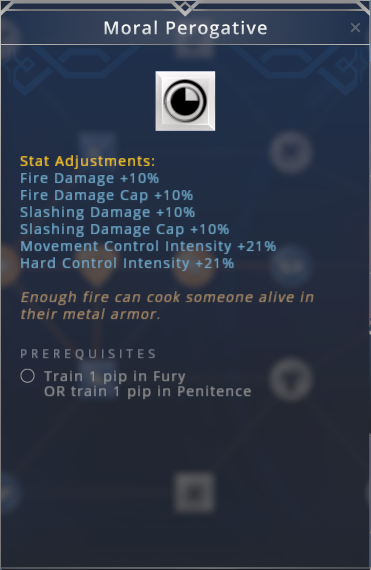 Moral Perogative
Stat Adjustments:
Fire Damage +10%
Fire Damage Cap +10%
Slashing Damage +10%
Slashing Damage Cap +10%
Movement Control Intensity +21%
Hard Control Intensity +21%
Enough fire can cook someone alive in
their metal armor.
PREREQUISITES
Train 1 pip in Fury
OR train 1 pip in Penitence